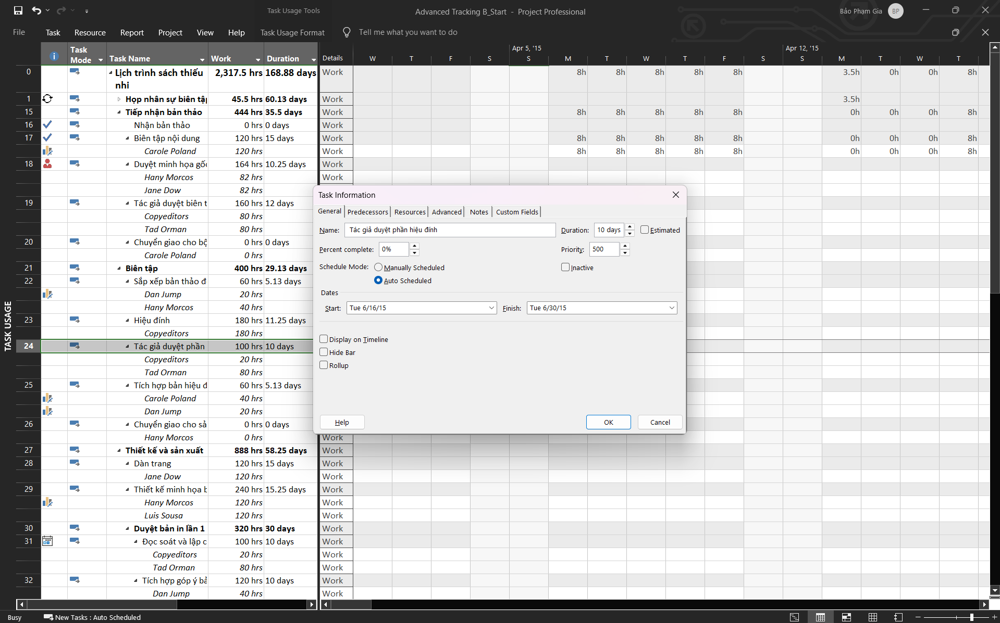 Task Usage Tools
Advanced Tracking B_Start - Project Professional
Bảo Phạm Gia BP
File Task Resource Report Project View Help Task Usage Format Tell me what you want to do
Task Mode Task Name Work Duration Details
Apr 5, '15 Apr 12, '15
W T F S S M T W T F S S M T W T
0 Lịch trình sách thiếu nhi 2,317.5 hrs 168.88 days Work 8h 8h 8h 8h 8h 3.5h 0h 0h 8h
1 Họp nhân sự biên tập 45.5 hrs 60.13 days Work 3.5h
15 Tiếp nhận bản thảo 444 hrs 35.5 days Work 8h 8h 8h 8h 8h 0h 0h 0h 8h
16 Nhận bản thảo 0 hrs 0 days Work
17 Biên tập nội dung 120 hrs 15 days Work 8h 8h 8h 8h 8h 0h 0h 0h 8h
Carole Poland 120 hrs Work 8h 8h 8h 8h 8h 0h 0h 0h 8h
18 Duyệt minh họa gốc 164 hrs 10.25 days Work
Hany Morcos 82 hrs Work
Jane Dow 82 hrs
19 Tác giả duyệt biên t 160 hrs 12 days
Copyeditors 80 hrs
Tad Orman 80 hrs
20 Chuyển giao cho bộ 0 hrs 0 days
Carole Poland 0 hrs
21 Biên tập 400 hrs 29.13 days
22 Sắp xếp bản thảo đ 60 hrs 5.13 days
Dan Jump 20 hrs
Hany Morcos 40 hrs
23 Hiệu đính 180 hrs 11.25 days
Copyeditors 180 hrs
24 Tác giả duyệt phần 100 hrs 10 days
Copyeditors 20 hrs
Tad Orman 80 hrs
25 Tích hợp bản hiệu đ 60 hrs 5.13 days
Carole Poland 40 hrs
Dan Jump 20 hrs
26 Chuyển giao cho sả 0 hrs 0 days
Hany Morcos 0 hrs Work
27 Thiết kế và sản xuất 888 hrs 58.25 days Work
28 Dàn trang 120 hrs 15 days Work
Jane Dow 120 hrs Work
29 Thiết kế minh họa b 240 hrs 15.25 days Work
Hany Morcos 120 hrs Work
Luis Sousa 120 hrs Work
30 Duyệt bản in lần 1 320 hrs 30 days Work
31 Đọc soát và lập c 100 hrs 10 days Work
Copyeditors 20 hrs Work
Tad Orman 80 hrs Work
32 Tích hợp góp ý bả 120 hrs 10 days Work
Dan Jump 40 hrs Work
TASK USAGE
Task Information
General Predecessors Resources Advanced Notes Custom Fields
Name: Tác giả duyệt phần hiệu đính Duration: 10 days Estimated
Percent complete: 0% Priority: 500
Schedule Mode: Manually Scheduled Inactive
Auto Scheduled
Dates
Start: Tue 6/16/15 Finish: Tue 6/30/15
Display on Timeline
Hide Bar
Rollup
Help OK Cancel
Busy New Tasks : Auto Scheduled